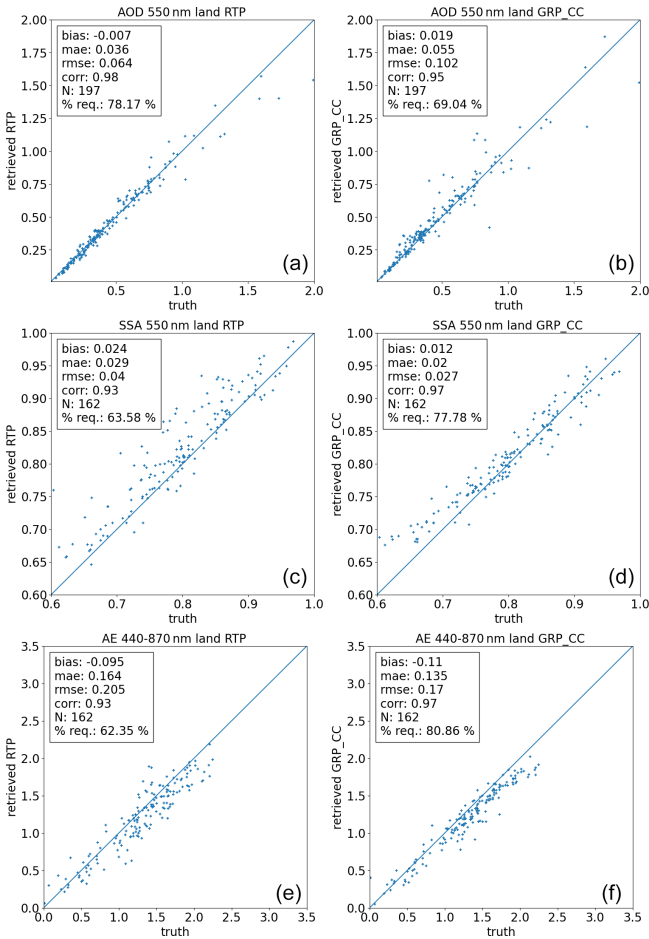 AOD 550 nm land RTP
bias: -0.007
mae: 0.036
rmse: 0.064
corr: 0.98
N: 197
% req.: 78.17 %
2.00
1.75
1.50
1.25
1.00
0.75
0.50
0.25
retrieved RTP
(a)
0.5
1.0
1.5
2.0
truth
AOD 550 nm land GRP_CC
bias: 0.019
mae: 0.055
rmse: 0.102
corr: 0.95
N: 197
% req.: 69.04 %
2.00
1.75
1.50
1.25
1.00
0.75
0.50
0.25
retrieved GRP_CC
(b)
0.5
1.0
1.5
2.0
truth
SSA 550 nm land RTP
bias: 0.024
mae: 0.029
rmse: 0.04
corr: 0.93
N: 162
% req.: 63.58 %
1.00
0.95
0.90
0.85
0.80
0.75
0.70
0.65
0.60
retrieved RTP
(c)
0.6
0.7
0.8
0.9
1.0
truth
SSA 550 nm land GRP_CC
bias: 0.012
mae: 0.02
rmse: 0.027
corr: 0.97
N: 162
% req.: 77.78 %
1.00
0.95
0.90
0.85
0.80
0.75
0.70
0.65
0.60
retrieved GRP_CC
(d)
0.6
0.7
0.8
0.9
1.0
truth
AE 440-870 nm land RTP
bias: -0.095
mae: 0.164
rmse: 0.205
corr: 0.93
N: 162
% req.: 62.35 %
3.5
3.0
2.5
2.0
1.5
1.0
0.5
0.0
retrieved RTP
(e)
0.0
0.5
1.0
1.5
2.0
2.5
3.0
3.5
truth
AE 440-870 nm land GRP_CC
bias: -0.11
mae: 0.135
rmse: 0.17
corr: 0.97
N: 162
% req.: 80.86 %
3.5
3.0
2.5
2.0
1.5
1.0
0.5
0.0
retrieved GRP_CC
(f)
0.0
0.5
1.0
1.5
2.0
2.5
3.0
3.5
truth